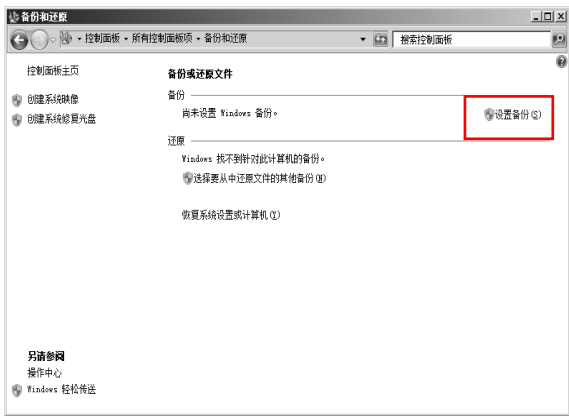 备份和还原
控制面板 所有控制面板项 备份和还原 搜索控制面板
控制面板主页
创建系统映像
创建系统修复光盘
备份或还原文件
备份
尚未设置 Windows 备份。
设置备份(S)
还原
Windows 找不到针对此计算机的备份。
选择要从中还原文件的其他备份(W)
恢复系统设置或计算机(Y)
另请参阅
操作中心
Windows 轻松传送